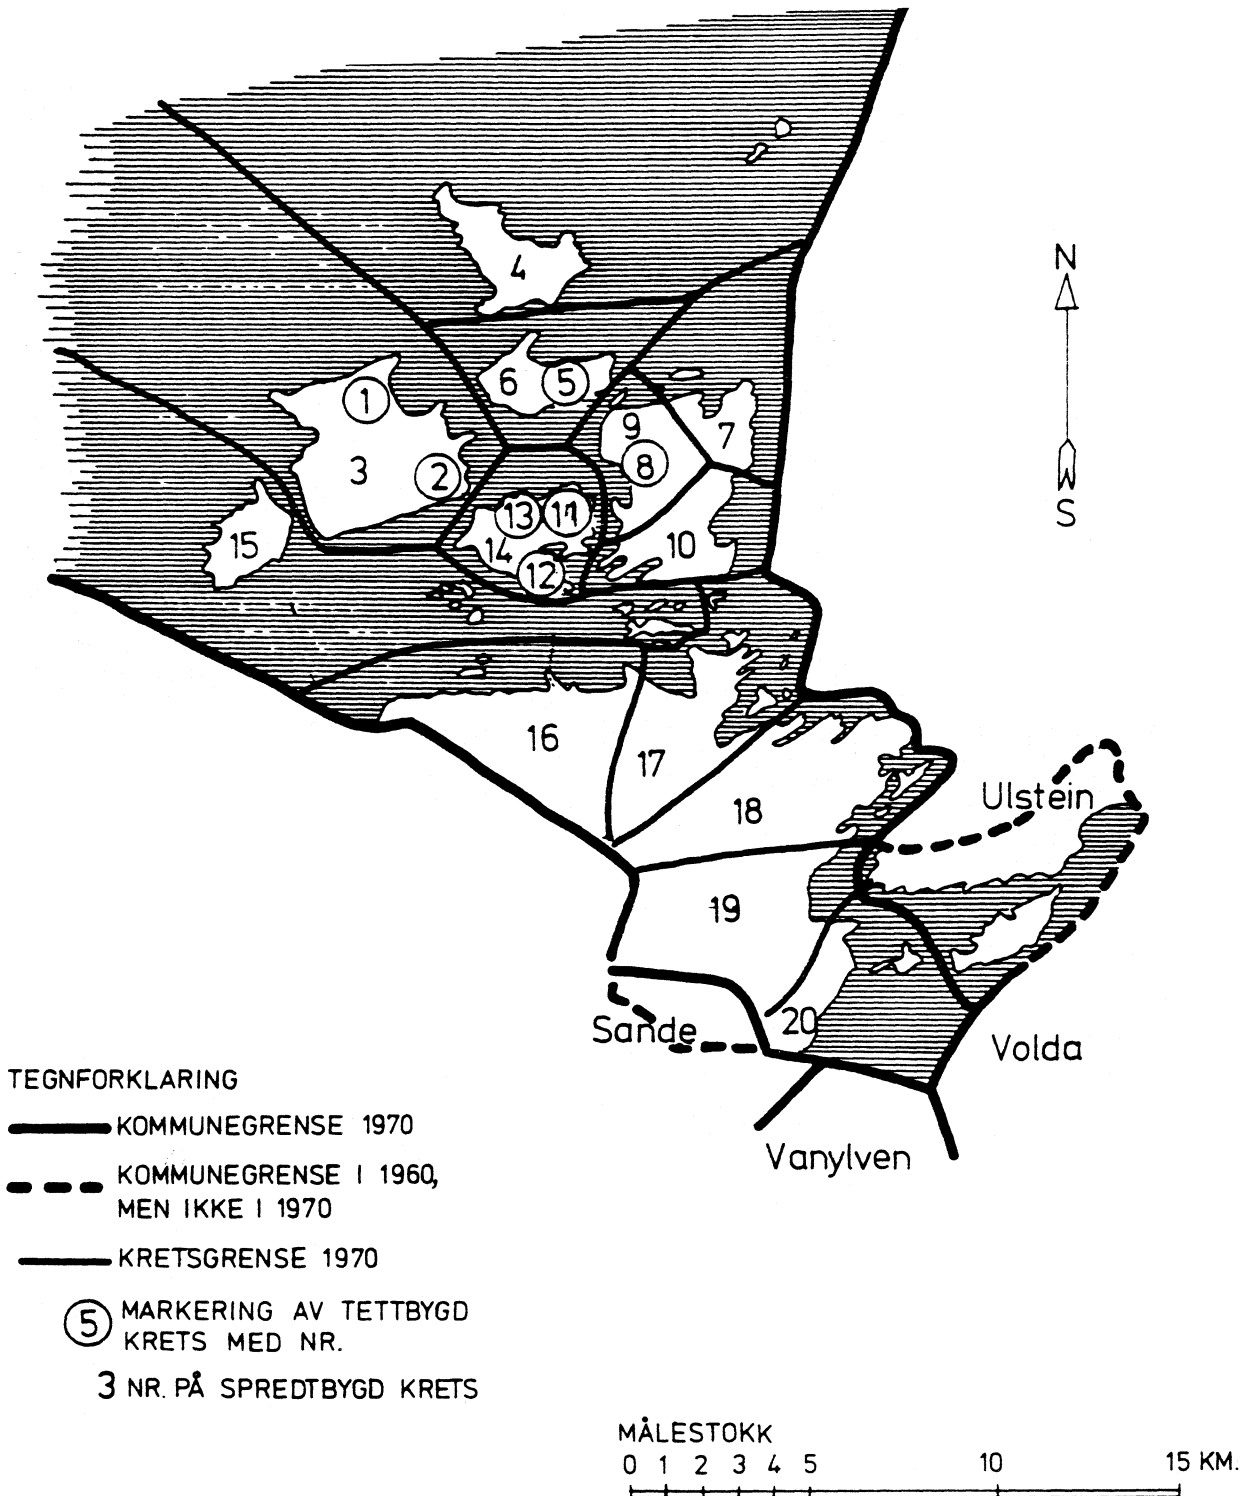 4
N
6
5
1
9
7
3
2
8
S
13
11
15
14
10
12
16
17
18
Ulstein
19
20
Sande
Volda
Vanylven
TEGNFORKLARING
KOMMUNEGRENSE 1970
KOMMUNEGRENSE I 1960,
MEN IKKE I 1970
KRETSGRENSE 1970
5 MARKERING AV TETTBYGD
KRETS MED NR.
3 NR. PÅ SPREDTBYGD KRETS
MÅLESTOKK
0 1 2 3 4 5 10 15 KM.